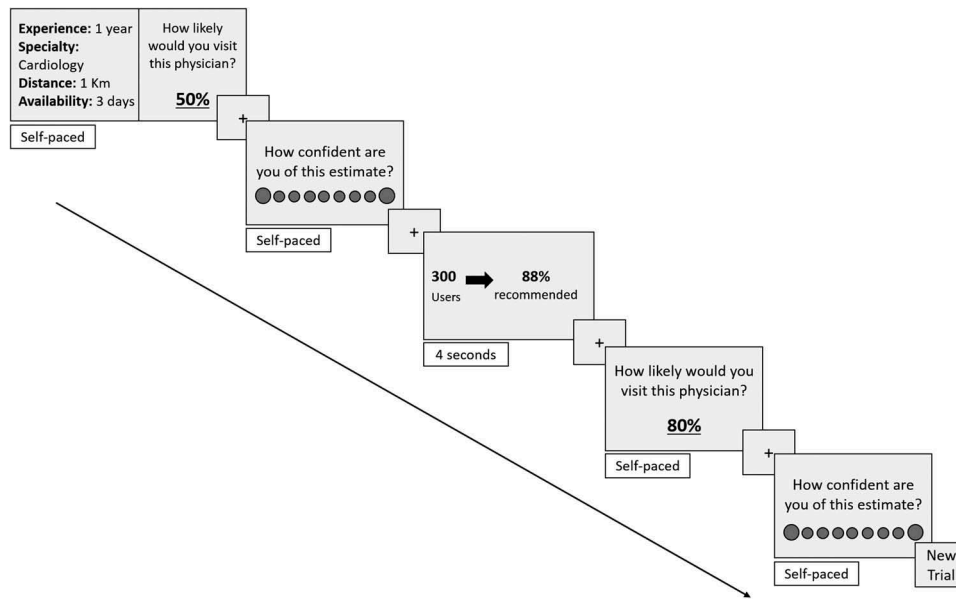 Experience: 1 year
Specialty:
Cardiology
Distance: 1 Km
Availability: 3 days
How likely
would you visit
this physician?
50%
Self-paced
+
How confident are
you of this estimate?
Self-paced
+
300
Users
88%
recommended
4 seconds
+
How likely would you
visit this physician?
80%
Self-paced
+
How confident are
you of this estimate?
Self-paced
New
Trial